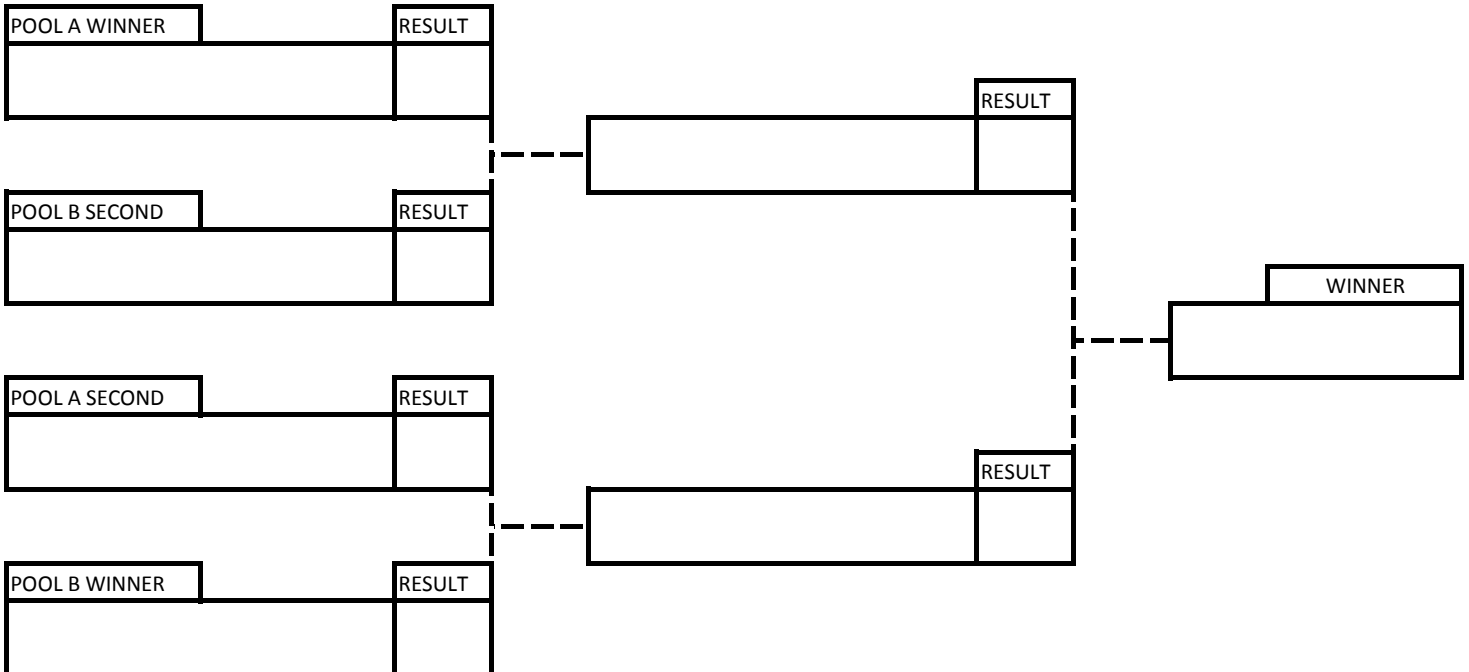 POOL A WINNER RESULT
RESULT
POOL B SECOND RESULT
WINNER
POOL A SECOND RESULT
RESULT
POOL B WINNER RESULT